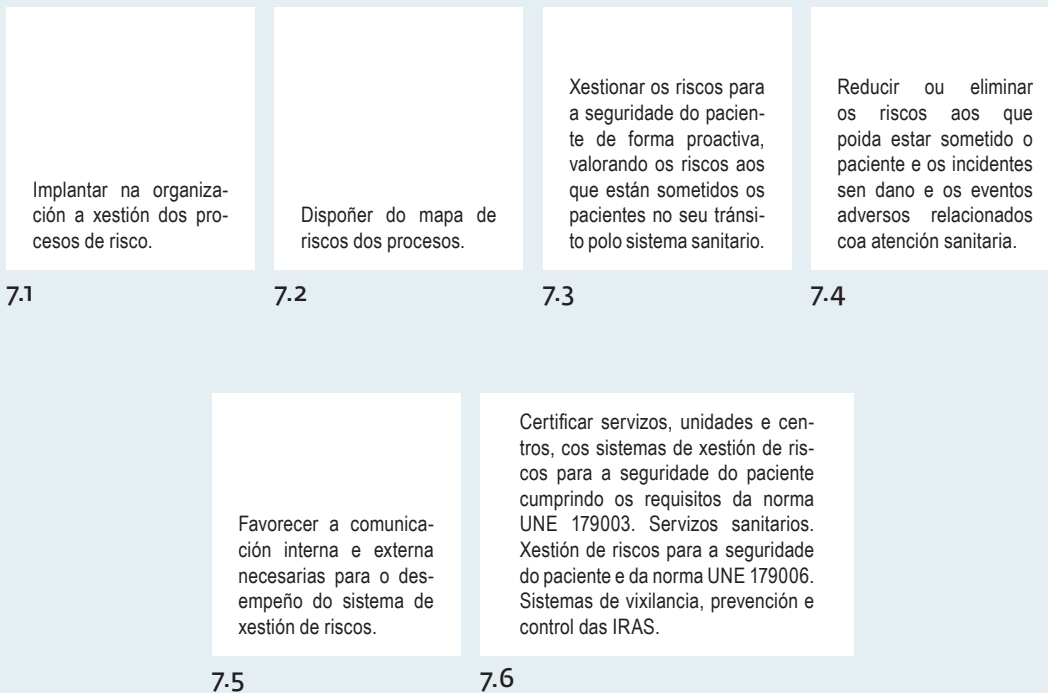 Implantar na organiza-
ción a xestión dos pro-
cesos de risco.
7.1
Dispoñer do mapa de
riscos dos procesos.
7.2
Xestionar os riscos para
a seguridade do pacien-
te de forma proactiva,
valorando os riscos aos
que están sometidos os
pacientes no seu tránsi-
to polo sistema sanitario.
7.3
Reducir ou eliminar
os riscos aos que
poida estar sometido o
paciente e os incidentes
sen dano e os eventos
adversos relacionados
coa atención sanitaria.
7.4
Favorecer a comunica-
ción interna e externa
necesarias para o des-
empeño do sistema de
xestión de riscos.
7.5
Certificar servizos, unidades e cen-
tros, cos sistemas de xestión de ris-
cos para a seguridade do paciente
cumprindo os requisitos da norma
UNE 179003. Servizos sanitarios.
Xestión de riscos para a seguridade
do paciente e da norma UNE 179006.
Sistemas de vixilancia, prevención e
control das IRAS.
7.6